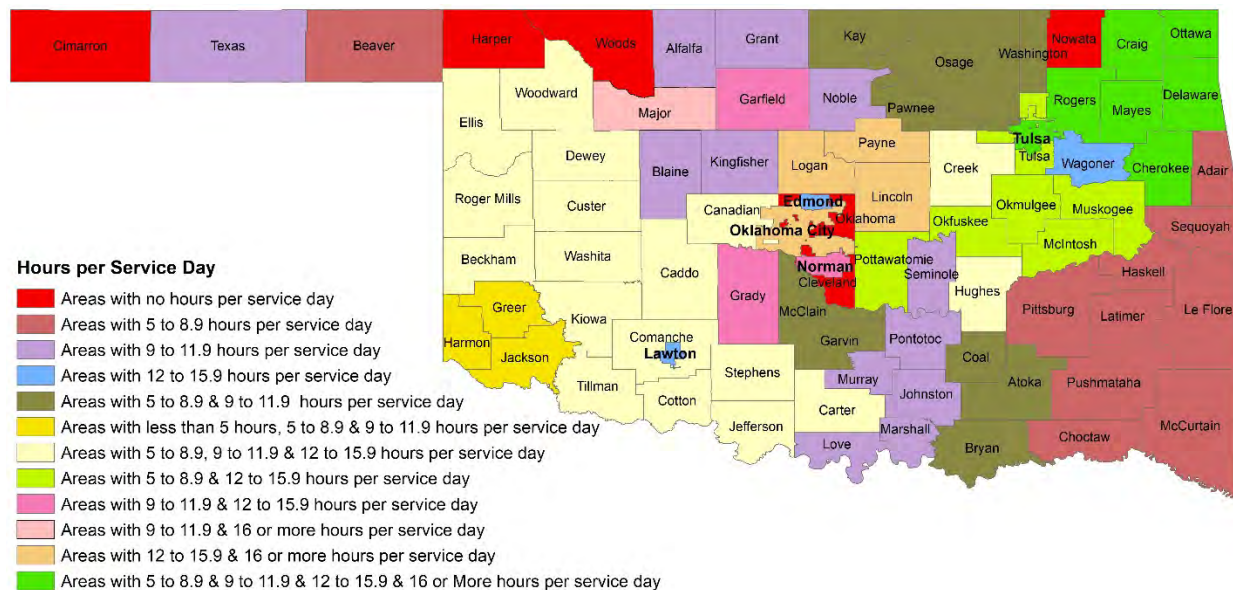 Cimarron
Texas
Beaver
Harper
Woods
Alfalfa
Grant
Kay
Osage
Washington
Nowata
Craig
Ottawa
Woodward
Ellis
Major
Garfield
Noble
Pawnee
Rogers
Mayes
Delaware
Dewey
Blaine
Kingfisher
Logan
Payne
Creek
Tulsa
Tulsa
Wagoner
Cherokee
Adair
Roger Mills
Custer
Canadian
Edmond
Oklahoma
Oklahoma City
Lincoln
Okfuskee
Okmulgee
Muskogee
McIntosh
Sequoyah
Beckham
Washita
Caddo
Grady
Norman
Cleveland
Pottawatomie
Seminole
Hughes
Pittsburg
Haskell
Latimer
Le Flore
Greer
Harmon
Jackson
Kiowa
Comanche
Lawton
McClain
Garvin
Pontotoc
Coal
Atoka
Pushmataha
McCurtain
Tillman
Cotton
Stephens
Jefferson
Murray
Carter
Johnston
Marshall
Love
Bryan
Choctaw
Hours per Service Day
Areas with no hours per service day
Areas with 5 to 8.9 hours per service day
Areas with 9 to 11.9 hours per service day
Areas with 12 to 15.9 hours per service day
Areas with 5 to 8.9 & 9 to 11.9 hours per service day
Areas with less than 5 hours, 5 to 8.9 & 9 to 11.9 hours per service day
Areas with 5 to 8.9, 9 to 11.9 & 12 to 15.9 hours per service day
Areas with 5 to 8.9 & 12 to 15.9 hours per service day
Areas with 9 to 11.9 & 12 to 15.9 hours per service day
Areas with 9 to 11.9 & 16 or more hours per service day
Areas with 12 to 15.9 & 16 or more hours per service day
Areas with 5 to 8.9 & 9 to 11.9 & 12 to 15.9 & 16 or More hours per service day